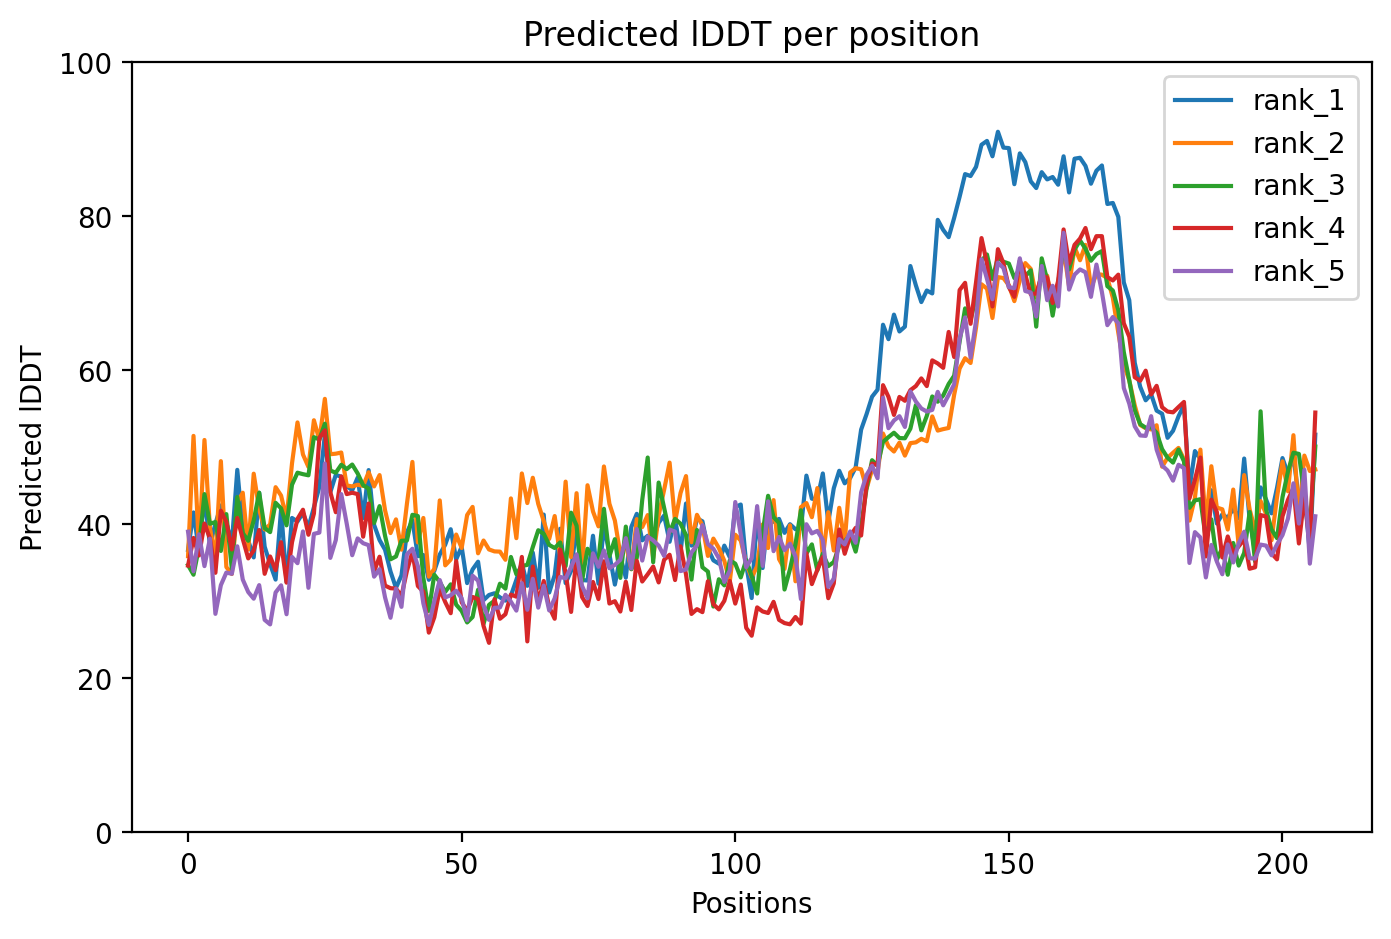 Predicted lDDT per position
100
80
60
40
20
0
Predicted lDDT
0 50 100 150 200
Positions
rank_1
rank_2
rank_3
rank_4
rank_5